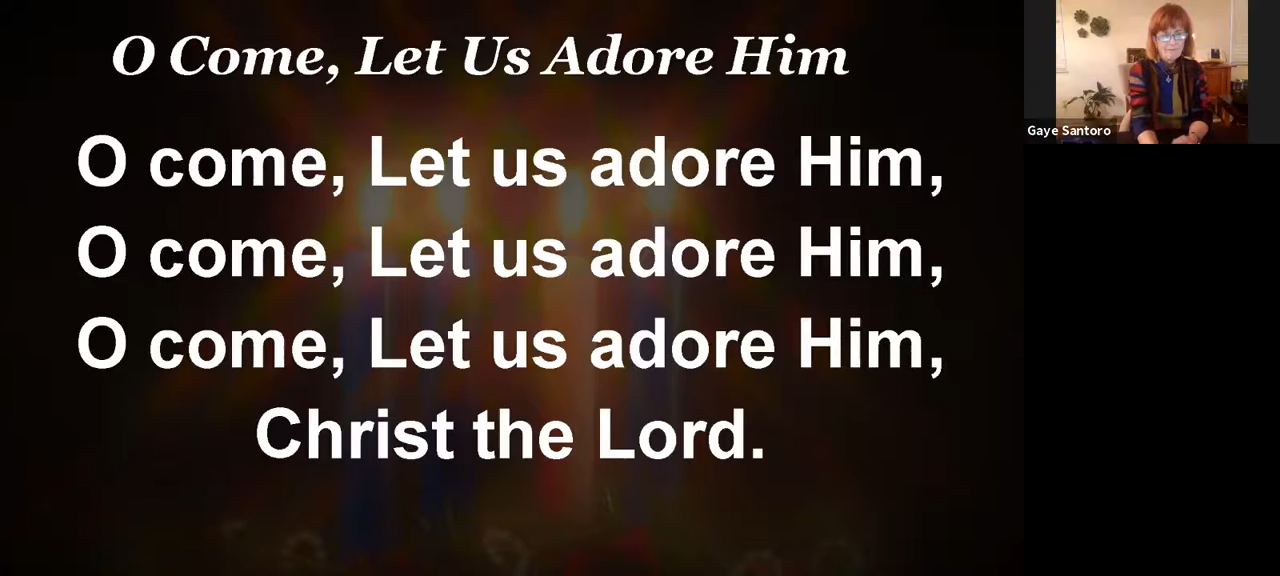 O Come, Let Us Adore Him
O come, Let us adore Him,
O come, Let us adore Him,
O come, Let us adore Him,
Christ the Lord.
Gaye Santoro